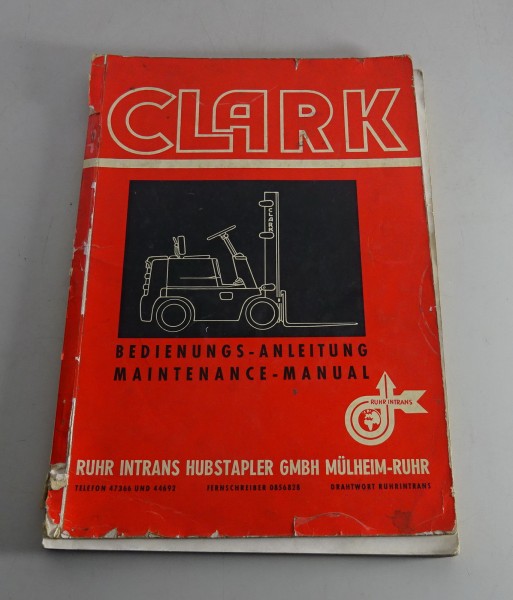 CLARK
CLARK
BEDIENUNGS-ANLEITUNG
MAINTENANCE-MANUAL
RUHR INTRANS
RUHR INTRANS HUBSTAPLER GMBH MÜLHEIM-RUHR
TELEFON 47366 UND 44692 FERNSCHREIBER 0856828 DRAHTWORT RUHRINTRANS